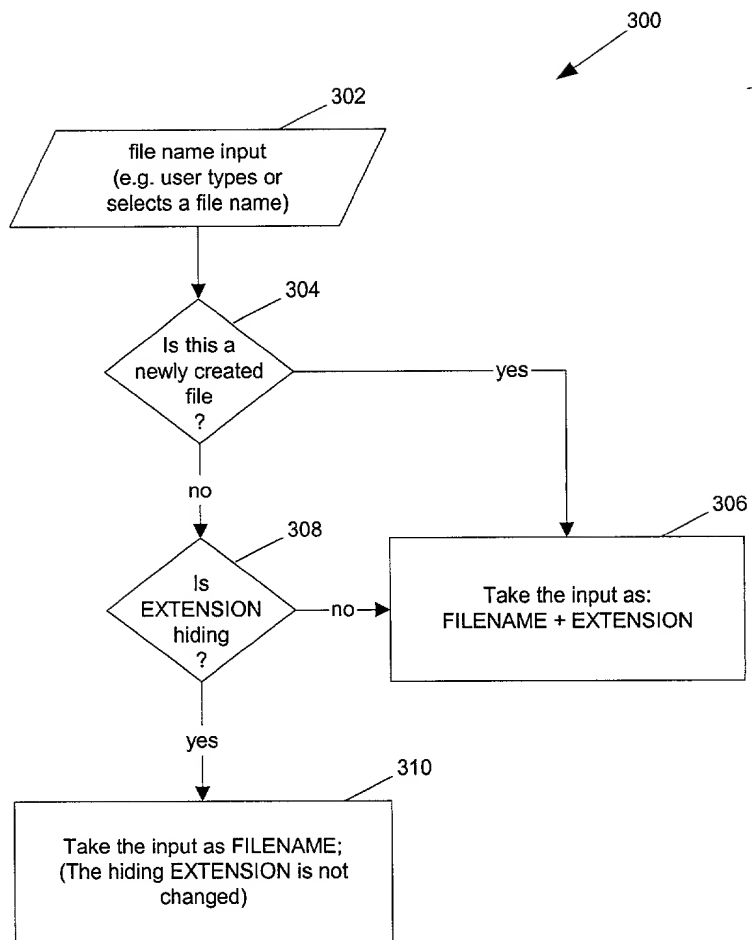 300
302
file name input
(e.g. user types or
selects a file name)
304
Is this a
newly created
file
?
yes
no
306
308
Is
EXTENSION
hiding
?
no
Take the input as:
FILENAME + EXTENSION
yes
310
Take the input as FILENAME;
(The hiding EXTENSION is not
changed)